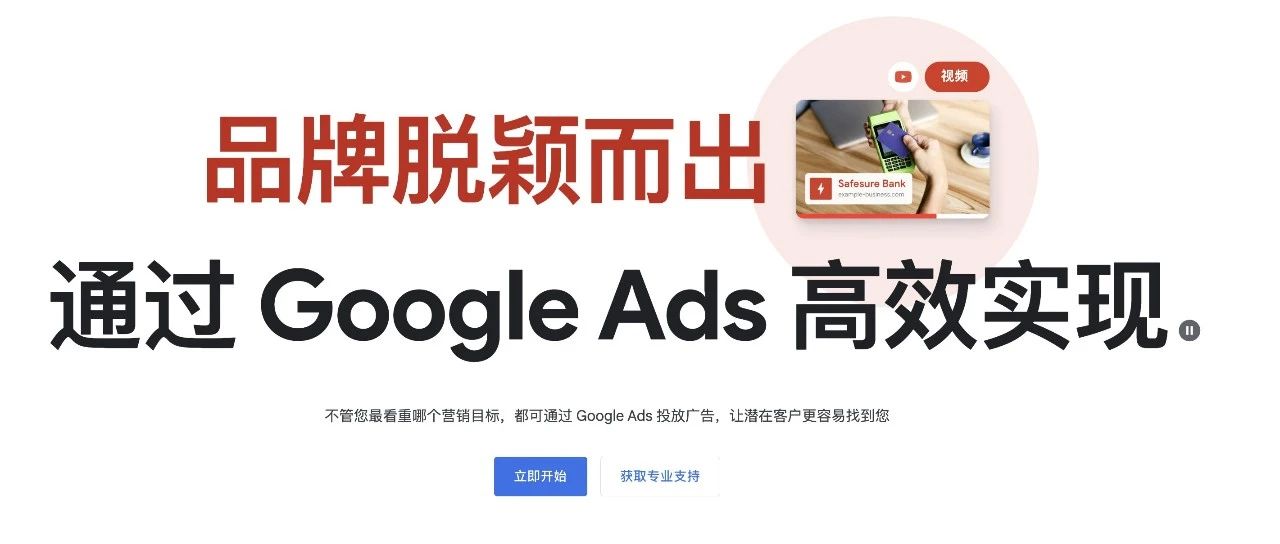 视频
品牌脱颖而出
Safesure Bank
example-business.com
通过 Google Ads 高效实现
不管您最看重哪个营销目标，都可通过 Google Ads 投放广告，让潜在客户更容易找到您
立即开始
获取专业支持